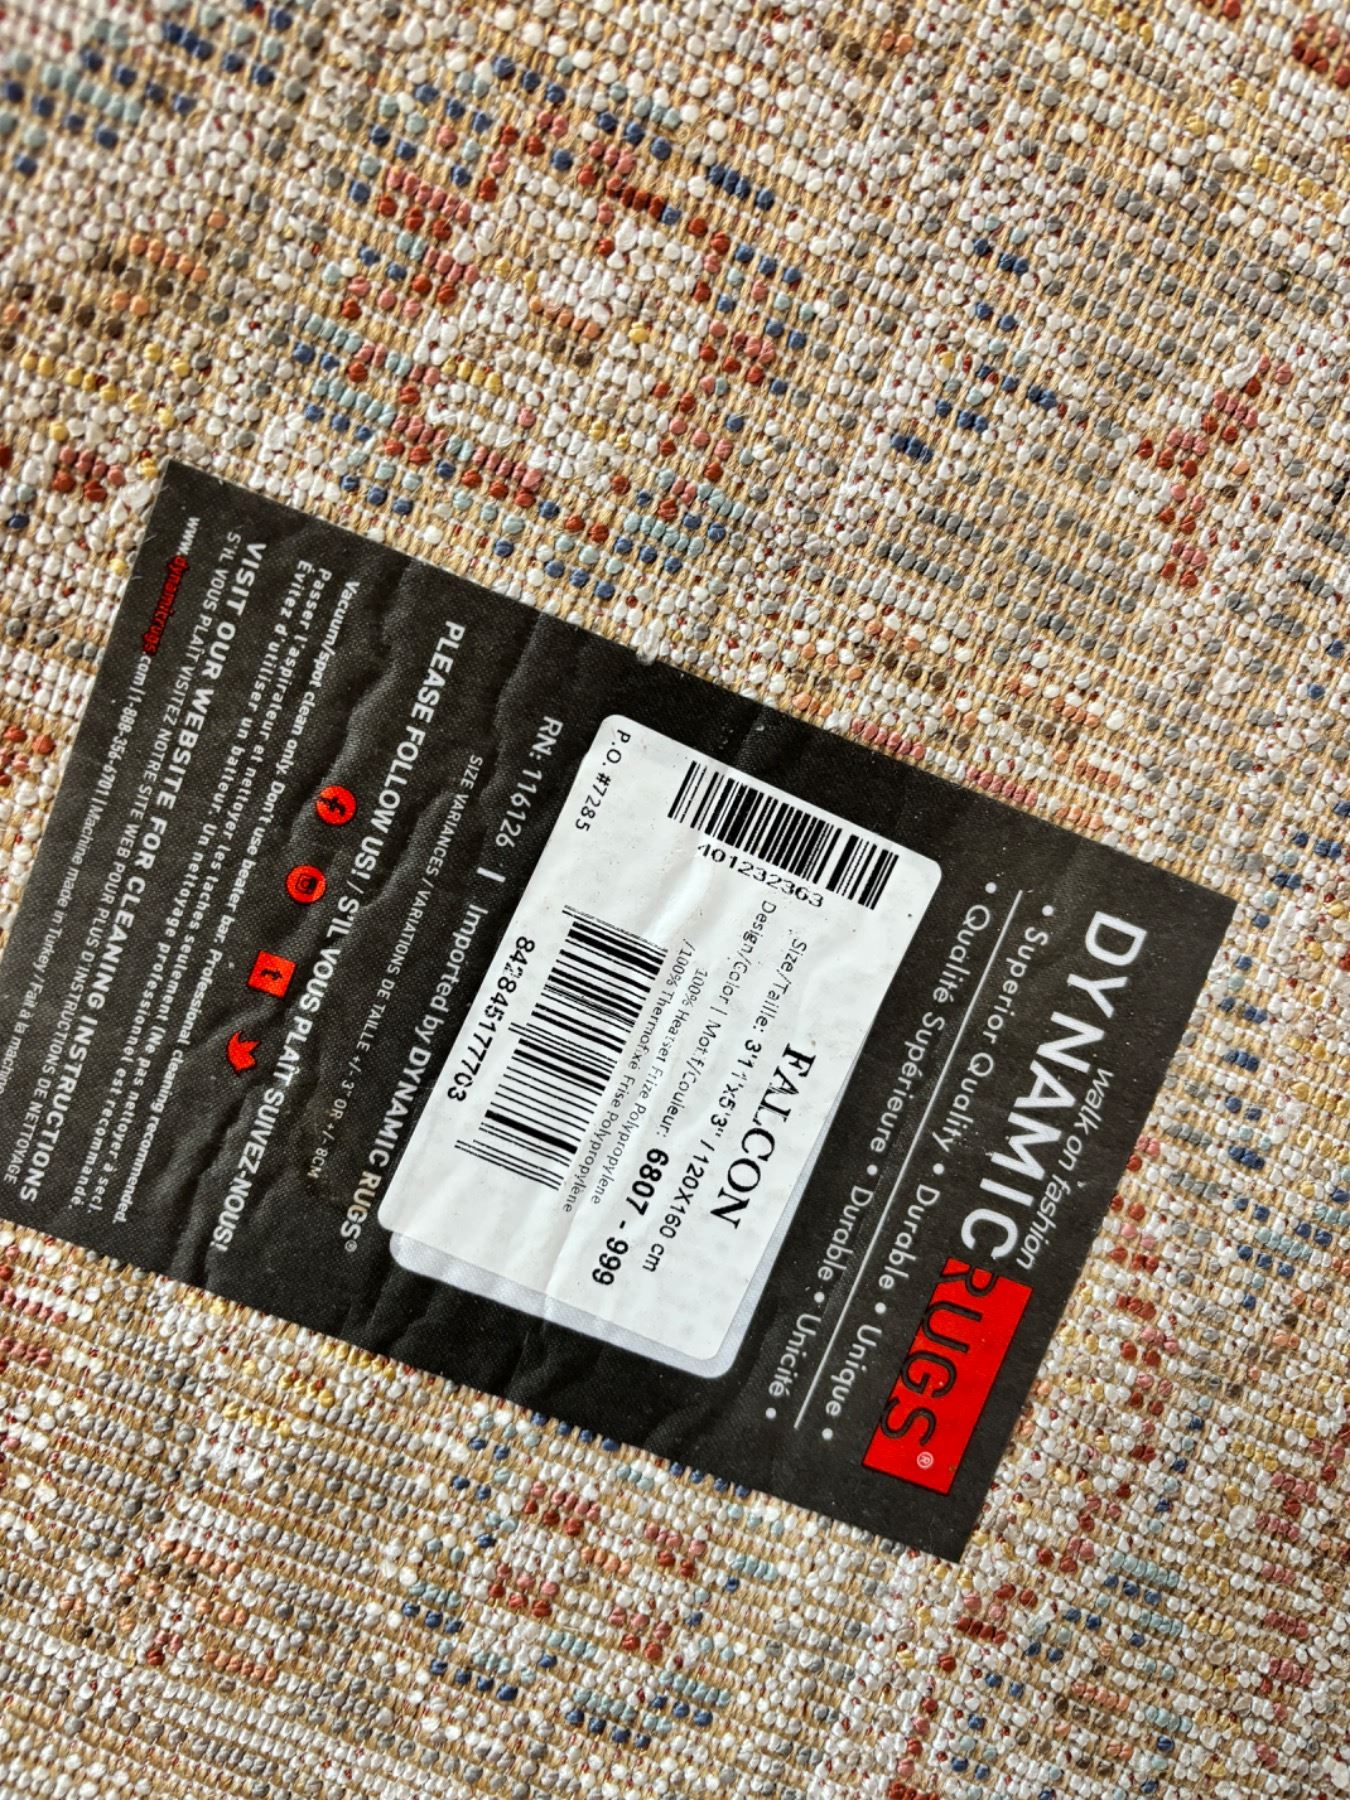 walk on fashion
DYNAMIC RUGS®
• Superior Quality • Durable • Unique •
• Qualité Supérieure • Durable • Unicité •
FALCON
Size/Taille: 3'11"x5'3" / 120X160 cm
Design/Color | Motif/Couleur: 6807 - 999
100% Heatset Frize Polypropylene
/100% Thermofixé Frise Polypropylène
401232363
842845177703
P.O. #7285
RN: 116126 | Imported by DYNAMIC RUGS®
SIZE VARIANCES / VARIATIONS DE TAILLE +/- 3" OR +/- 8CM
PLEASE FOLLOW US! / S'IL VOUS PLAÎT SUIVEZ-NOUS!
Vacuum/spot clean only. Don't use beater bar. Professional cleaning recommended.
Passer l'aspirateur et nettoyer les taches seulement (Ne pas nettoyer à sec).
Évitez d'utiliser un batteur. Un nettoyage professionnel est recommandé.
VISIT OUR WEBSITE FOR CLEANING INSTRUCTIONS
S'IL VOUS PLAÎT VISITEZ NOTRE SITE WEB POUR PLUS D'INSTRUCTIONS DE NETTOYAGE
www.dynamicrugs.com | 1-888-356-6701 | Machine made in Turkey / Fait à la machine